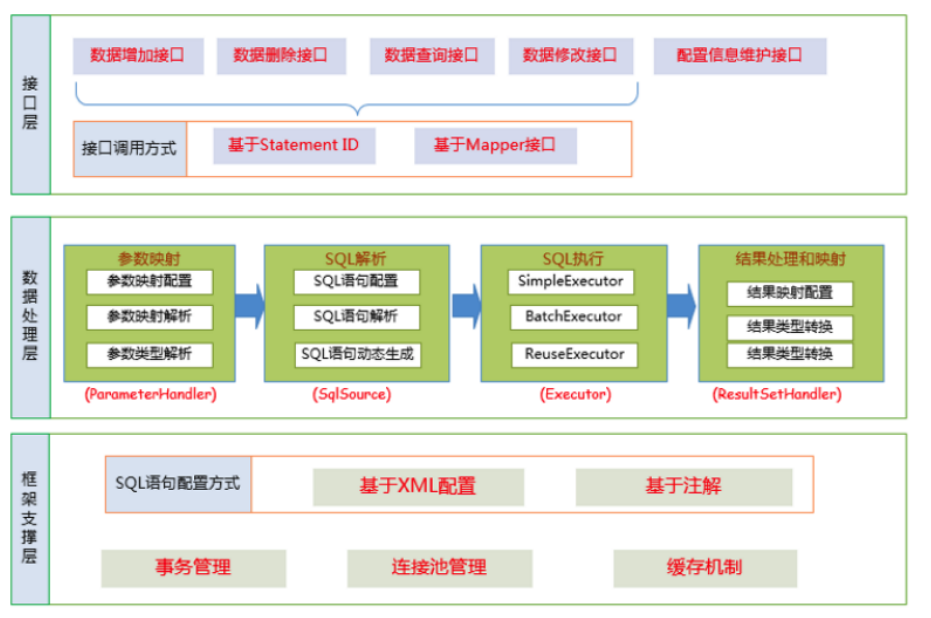 接口层
数据增加接口
数据删除接口
数据查询接口
数据修改接口
配置信息维护接口
接口调用方式
基于Statement ID
基于Mapper接口
数据处理层
参数映射
参数映射配置
参数映射解析
参数类型解析
(ParameterHandler)
SQL解析
SQL语句配置
SQL语句解析
SQL语句动态生成
(SqlSource)
SQL执行
SimpleExecutor
BatchExecutor
ReuseExecutor
(Executor)
结果处理和映射
结果映射配置
结果类型转换
结果类型转换
(ResultSetHandler)
框架支撑层
SQL语句配置方式
基于XML配置
基于注解
事务管理
连接池管理
缓存机制